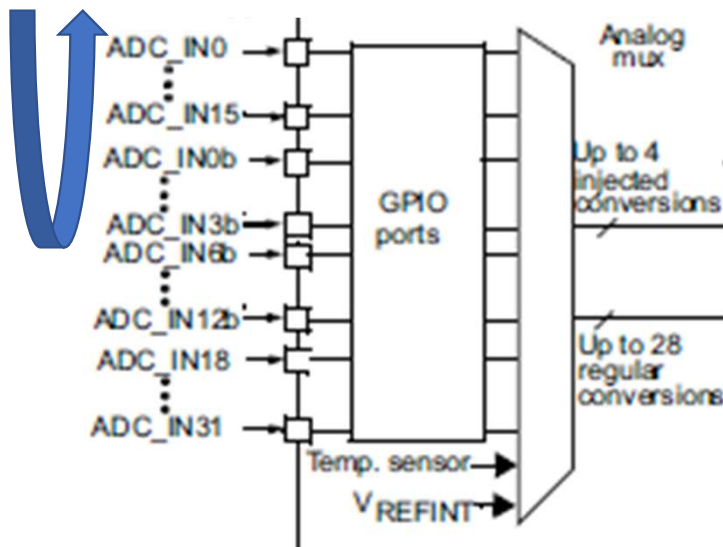 ADC_IN0
ADC_IN15
ADC_IN0b
ADC_IN3b
ADC_IN6b
ADC_IN12b
ADC_IN18
ADC_IN31
Temp. sensor
VREFINT
GPIO
ports
Analog
mux
Up to 4
injected
conversions
Up to 28
regular
conversions